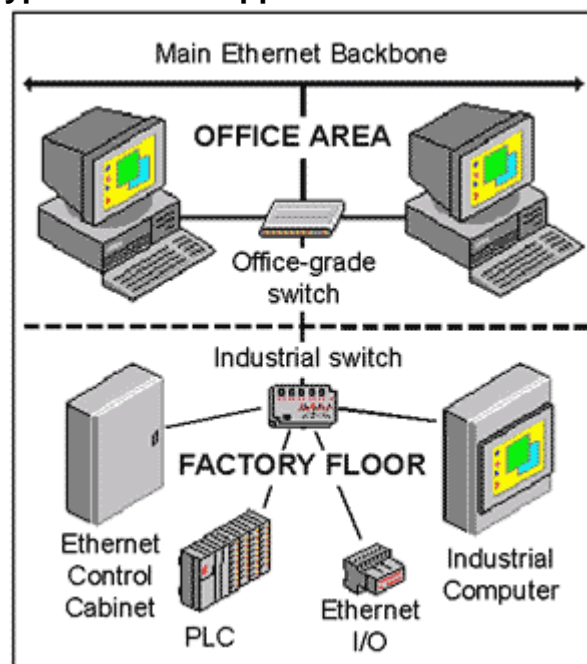 Main Ethernet Backbone
OFFICE AREA
Office-grade
switch
Industrial switch
FACTORY FLOOR
Ethernet
Control
Cabinet
PLC
Ethernet
I/O
Industrial
Computer